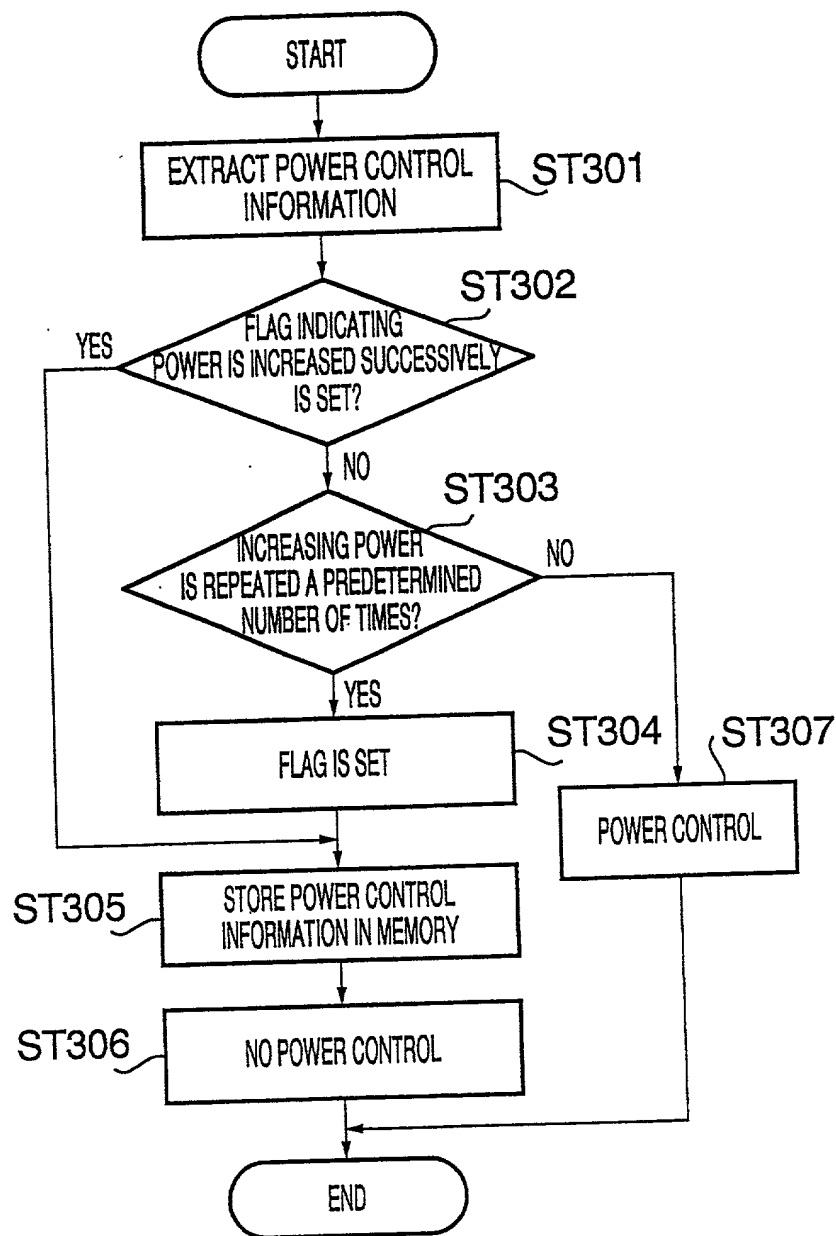 START
EXTRACT POWER CONTROL
INFORMATION
ST301
ST302
FLAG INDICATING
POWER IS INCREASED SUCCESSIVELY
IS SET?
YES
NO
ST303
INCREASING POWER
IS REPEATED A PREDETERMINED
NUMBER OF TIMES?
NO
YES
ST304
FLAG IS SET
ST307
POWER CONTROL
ST305
STORE POWER CONTROL
INFORMATION IN MEMORY
ST306
NO POWER CONTROL
END